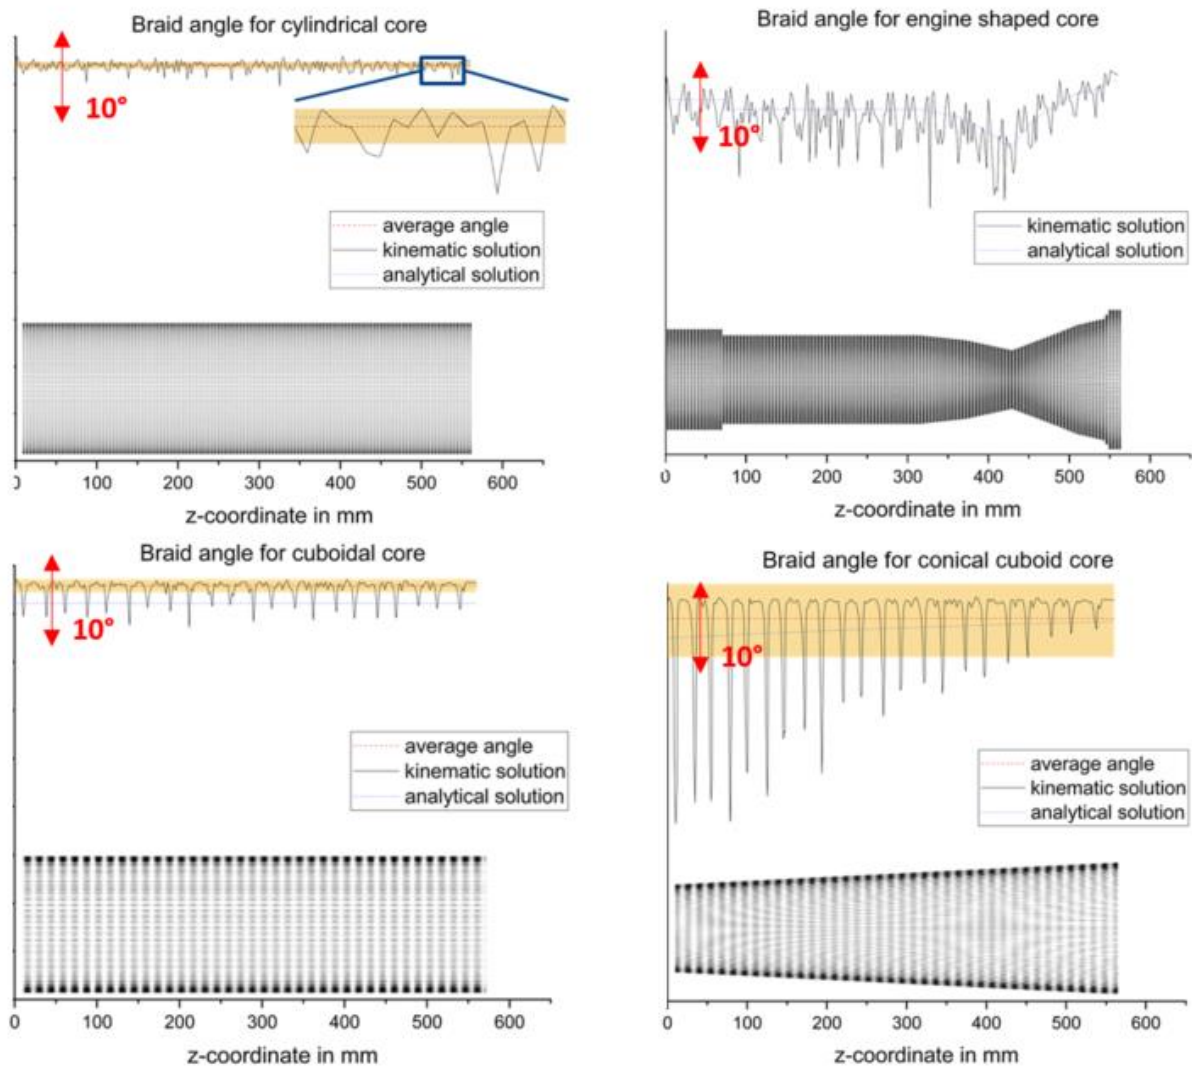 Braid angle for cylindrical core
10°
average angle
kinematic solution
analytical solution
0 100 200 300 400 500 600
z-coordinate in mm
Braid angle for engine shaped core
10°
kinematic solution
analytical solution
0 100 200 300 400 500 600
z-coordinate in mm
Braid angle for cuboidal core
10°
average angle
kinematic solution
analytical solution
0 100 200 300 400 500 600
z-coordinate in mm
Braid angle for conical cuboid core
10°
average angle
kinematic solution
analytical solution
0 100 200 300 400 500 600
z-coordinate in mm